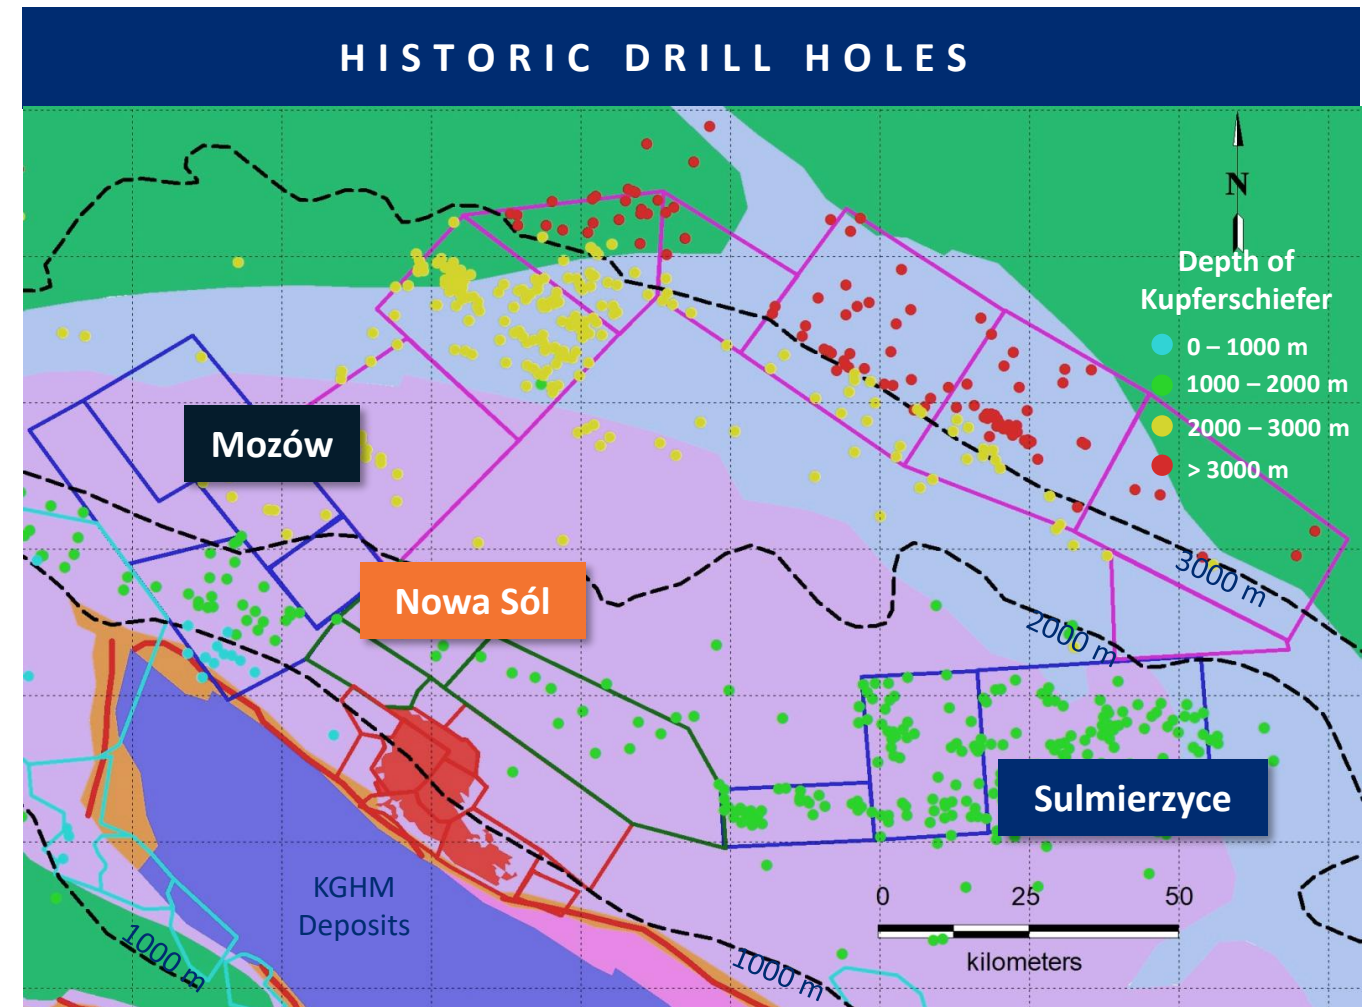 HISTORIC DRILL HOLES
N
Depth of
Kupferschiefer
0 – 1000 m
1000 – 2000 m
2000 – 3000 m
> 3000 m
Mozów
Nowa Sól
3000 m
2000 m
Sulmierzyce
KGHM
Deposits
0 25 50
kilometers
1000 m
1000 m